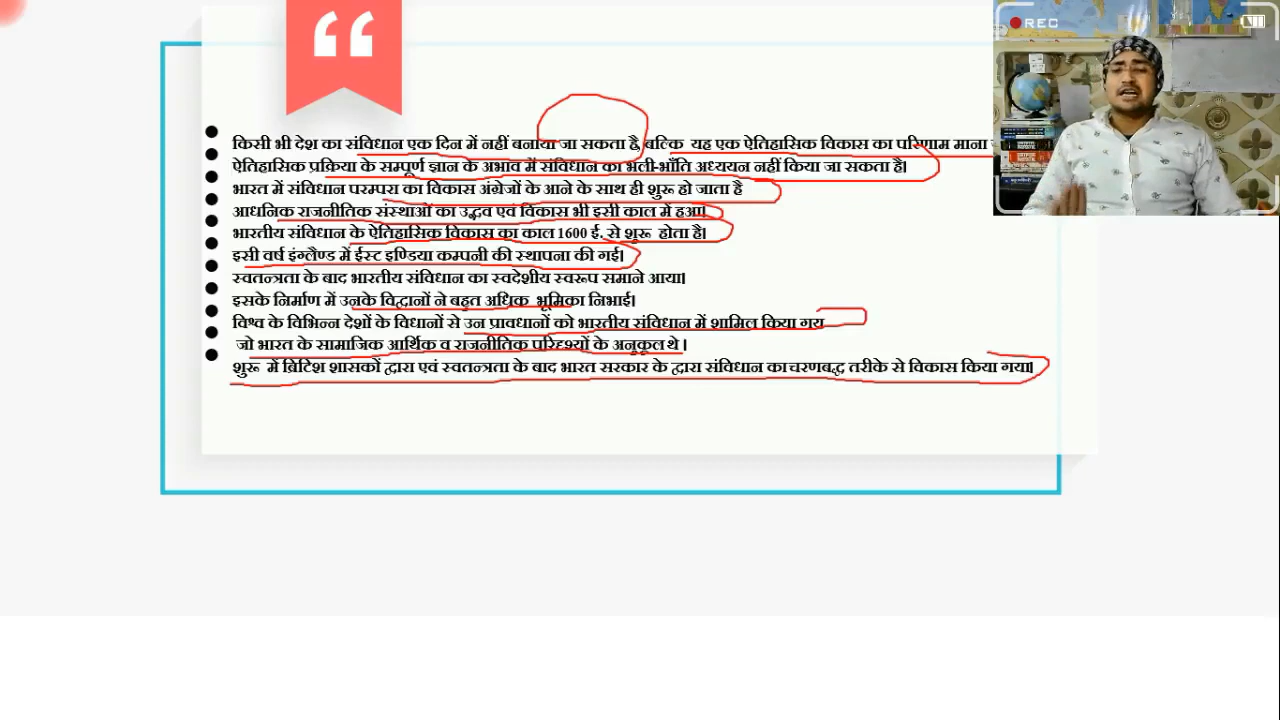 REC
किसी भी देश का संविधान एक दिन में नहीं बनाया जा सकता है, बल्कि यह एक ऐतिहासिक विकास का परिणाम माना
ऐतिहासिक प्रक्रिया के सम्पूर्ण ज्ञान के अभाव में संविधान का भली-भाँति अध्ययन नहीं किया जा सकता है।
भारत में संविधान परम्परा का विकास अंग्रेजों के आने के साथ ही शुरू हो जाता है
आधनिक राजनीतिक संस्थाओं का उद्भव एवं विकास भी इसी काल में हुआ।
भारतीय संविधान के ऐतिहासिक विकास का काल 1600 ई. से शुरू होता है।
इसी वर्ष इंग्लैण्ड में ईस्ट इण्डिया कम्पनी की स्थापना की गई।
स्वतन्त्रता के बाद भारतीय संविधान का स्वदेशीय स्वरूप समाने आया।
इसके निर्माण में उनके विद्वानों ने बहुत अधिक भूमिका निभाई।
विश्व के विभिन्न देशों के विधानों से उन प्रावधानों को भारतीय संविधान में शामिल किया गय
जो भारत के सामाजिक आर्थिक व राजनीतिक परिदृश्यों के अनुकूल थे।
शुरू में ब्रिटिश शासकों द्वारा एवं स्वतन्त्रता के बाद भारत सरकार के द्वारा संविधान का चरणबद्ध तरीके से विकास किया गया।